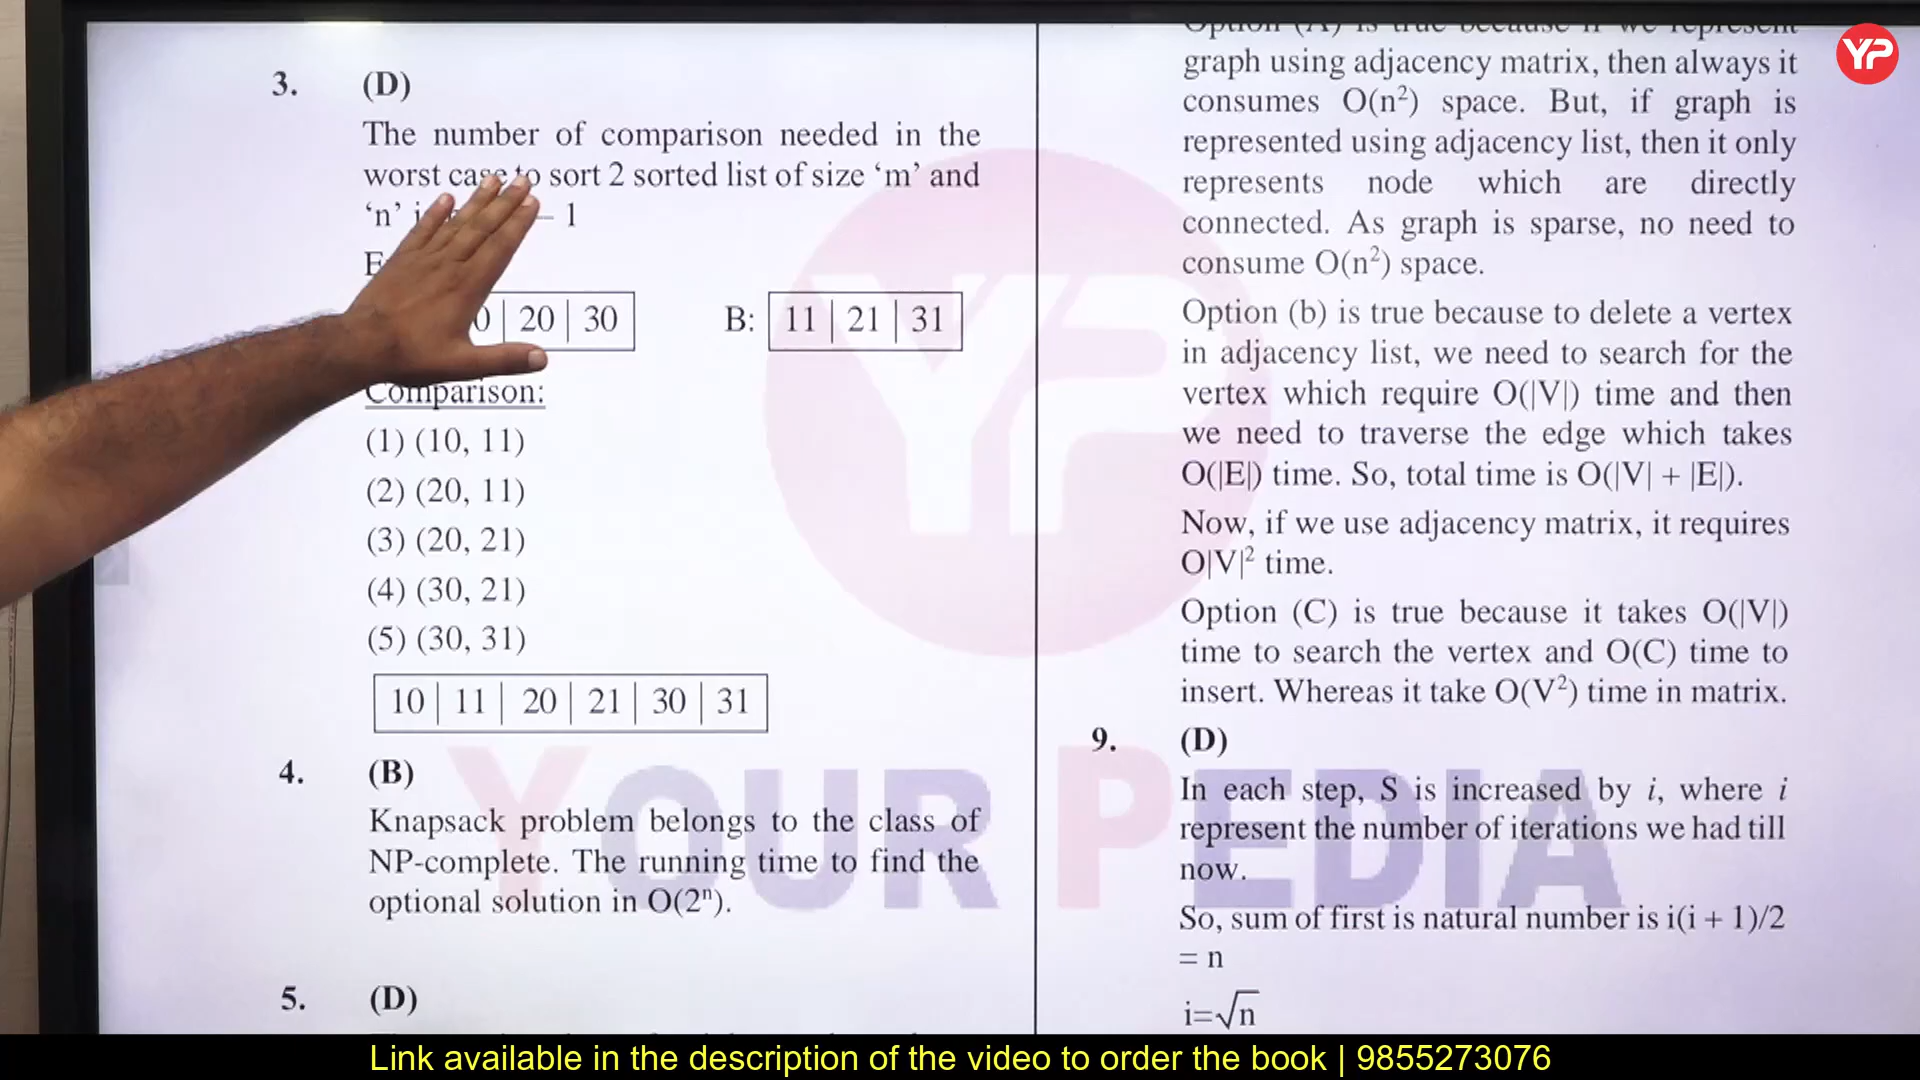 3. (D)
The number of comparison needed in the
worst case to sort 2 sorted list of size ‘m’ and
‘n’ – 1
20 | 30 B: 11 | 21 | 31
Comparison:
(1) (10, 11)
(2) (20, 11)
(3) (20, 21)
(4) (30, 21)
(5) (30, 31)
10 | 11 | 20 | 21 | 30 | 31
4. (B)
Knapsack problem belongs to the class of
NP-complete. The running time to find the
optional solution in O(2ⁿ).
5. (D)
Option (A) is true because if we represent
graph using adjacency matrix, then always it
consumes O(n²) space. But, if graph is
represented using adjacency list, then it only
represents node which are directly
connected. As graph is sparse, no need to
consume O(n²) space.
Option (b) is true because to delete a vertex
in adjacency list, we need to search for the
vertex which require O(|V|) time and then
we need to traverse the edge which takes
O(|E|) time. So, total time is O(|V| + |E|).
Now, if we use adjacency matrix, it requires
O|V|² time.
Option (C) is true because it takes O(|V|)
time to search the vertex and O(C) time to
insert. Whereas it take O(V²) time in matrix.
9. (D)
In each step, S is increased by i, where i
represent the number of iterations we had till
now.
So, sum of first is natural number is i(i + 1)/2
= n
i=√n
YP
YOUR PEDIA
YP
Link available in the description of the video to order the book | 9855273076